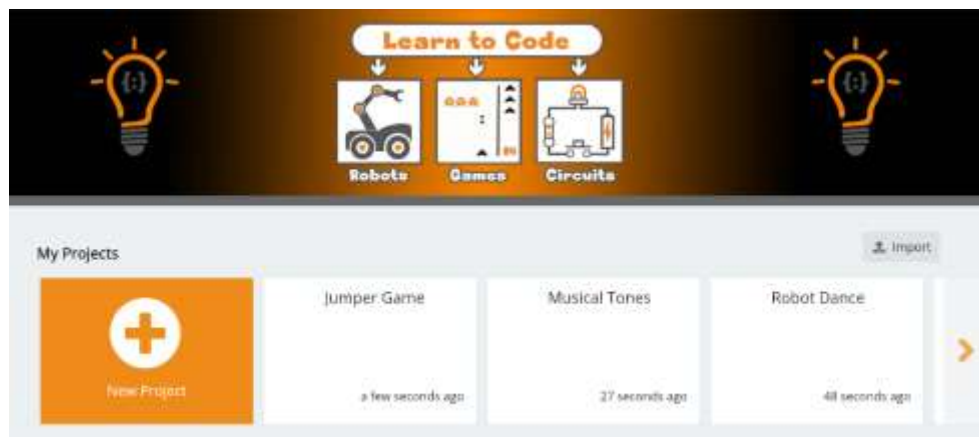 Learn to Code
Robots
Games
Circuits
My Projects
Import
New Project
Jumper Game
a few seconds ago
Musical Tones
27 seconds ago
Robot Dance
48 seconds ago